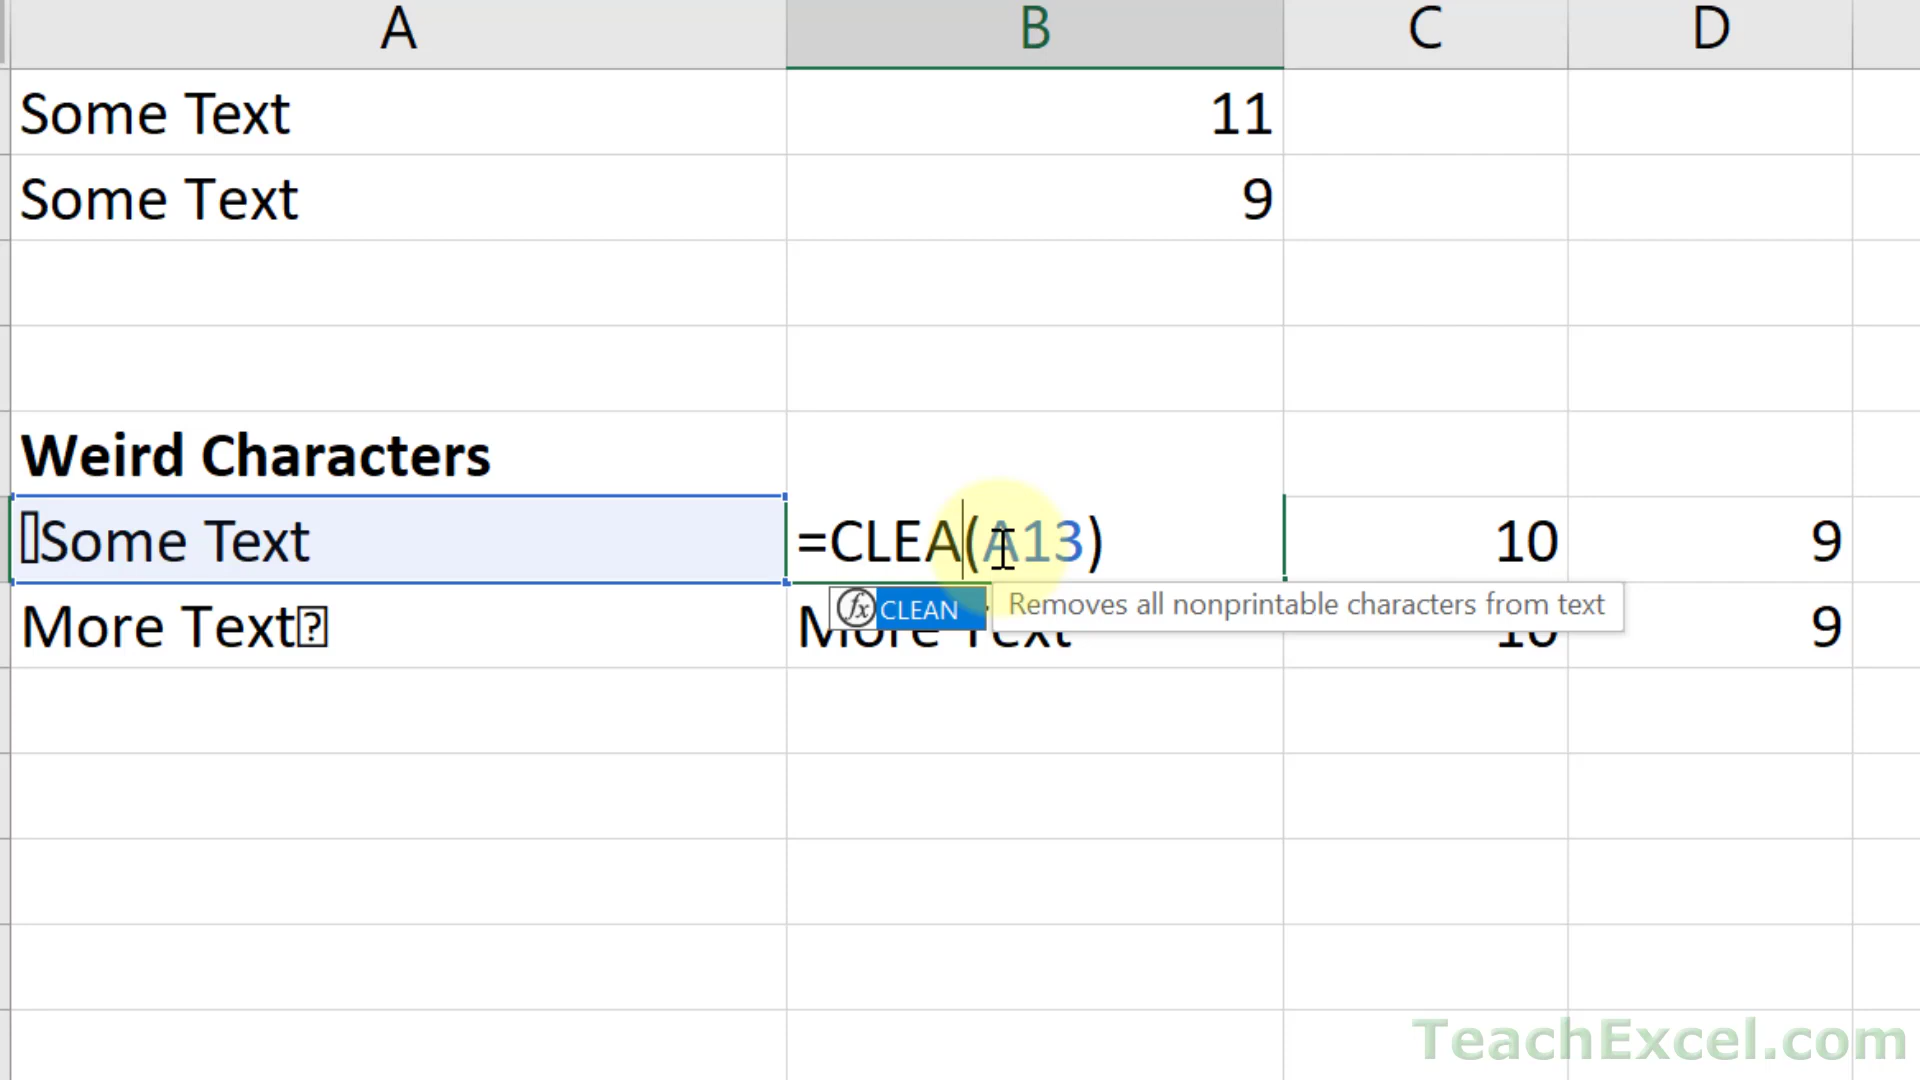 A B C D
Some Text 11
Some Text 9
Weird Characters
Some Text =CLEA(A13) 10 9
CLEAN Removes all nonprintable characters from text
More Text More Text 10 9
TeachExcel.com